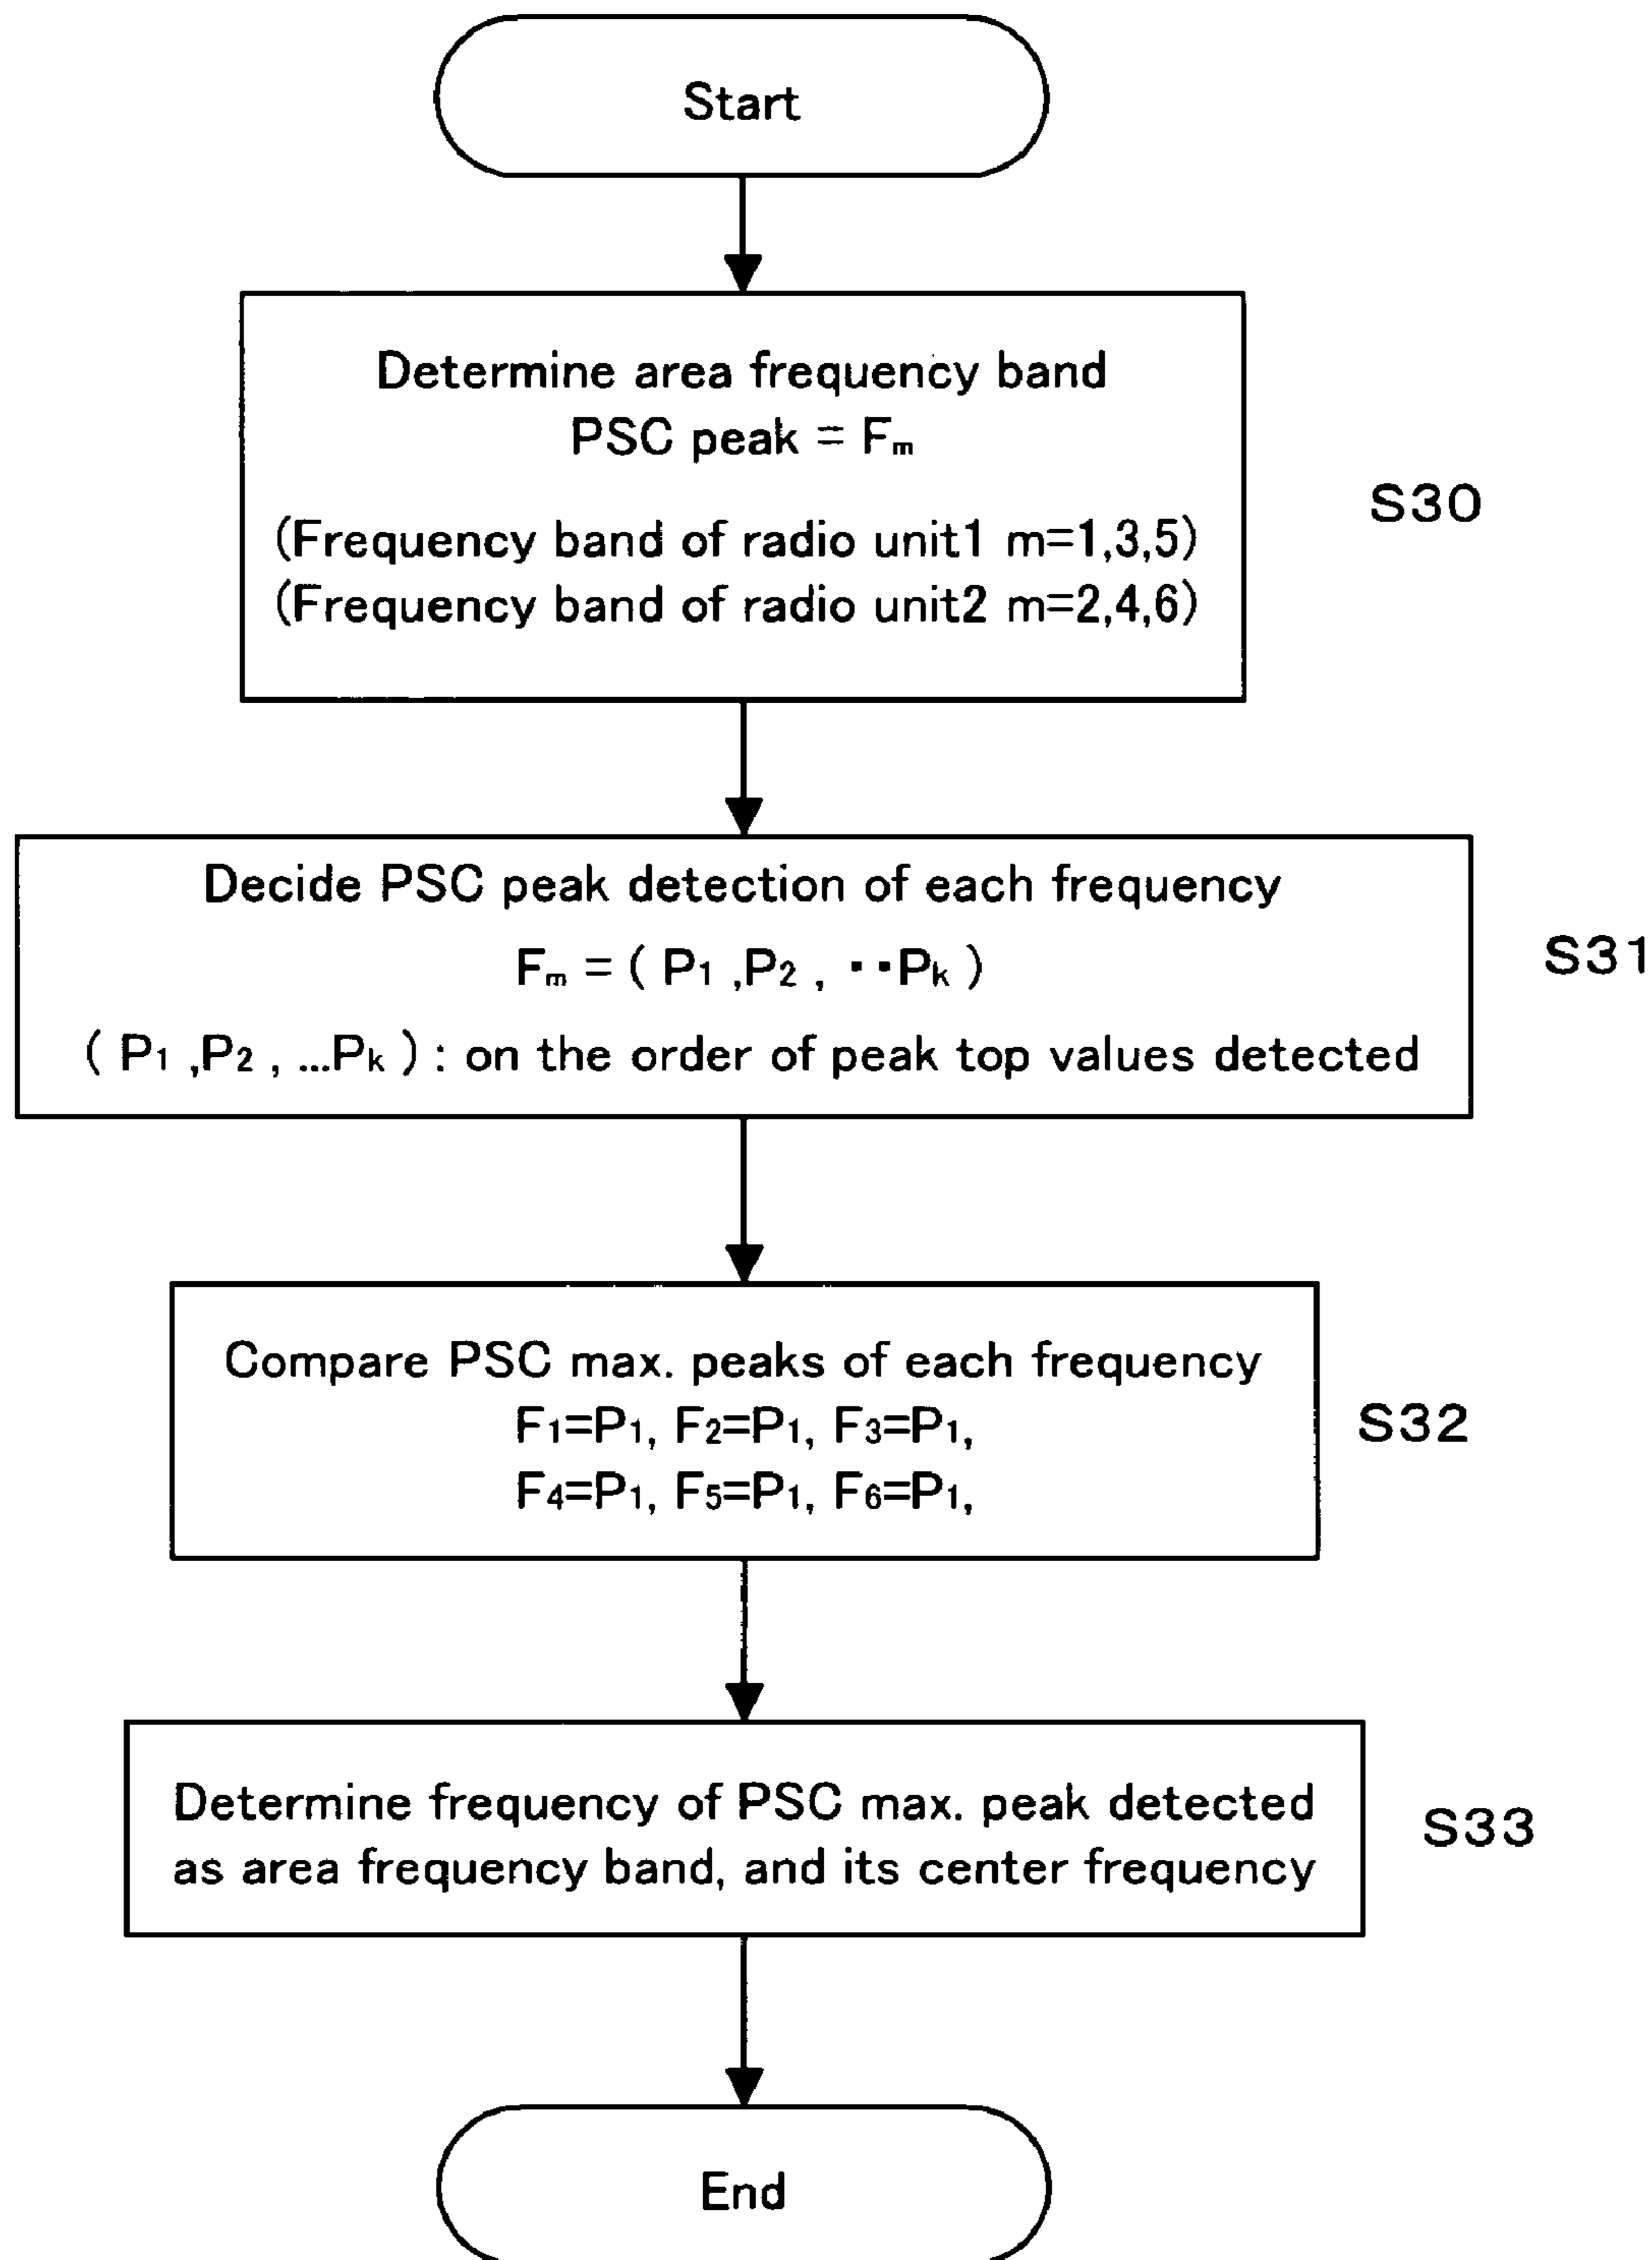 Start
Determine area frequency band
PSC peak = Fm
(Frequency band of radio unit1 m=1,3,5)
(Frequency band of radio unit2 m=2,4,6)
S30
Decide PSC peak detection of each frequency
Fm = ( P1 ,P2 , ··Pk )
( P1 ,P2 , ...Pk ) : on the order of peak top values detected
S31
Compare PSC max. peaks of each frequency
F1=P1, F2=P1, F3=P1,
F4=P1, F5=P1, F6=P1,
S32
Determine frequency of PSC max. peak detected
as area frequency band, and its center frequency
S33
End